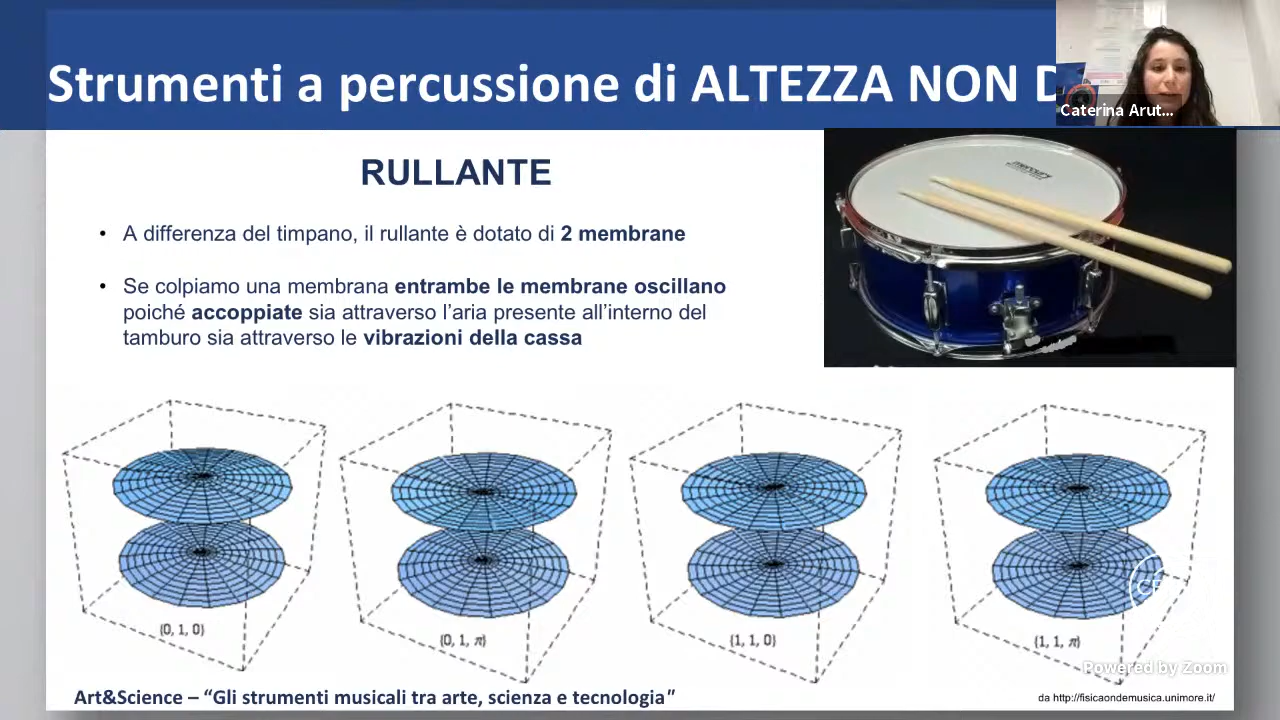 Strumenti a percussione di ALTEZZA NON D
Caterina Arut...
RULLANTE
mercury
• A differenza del timpano, il rullante è dotato di 2 membrane
• Se colpiamo una membrana entrambe le membrane oscillano
poiché accoppiate sia attraverso l'aria presente all'interno del
tamburo sia attraverso le vibrazioni della cassa
{0, 1, 0}
{0, 1, π}
{1, 1, 0}
{1, 1, π}
Powered by Zoom
Art&Science – “Gli strumenti musicali tra arte, scienza e tecnologia"
da http://fisicaondemusica.unimore.it/